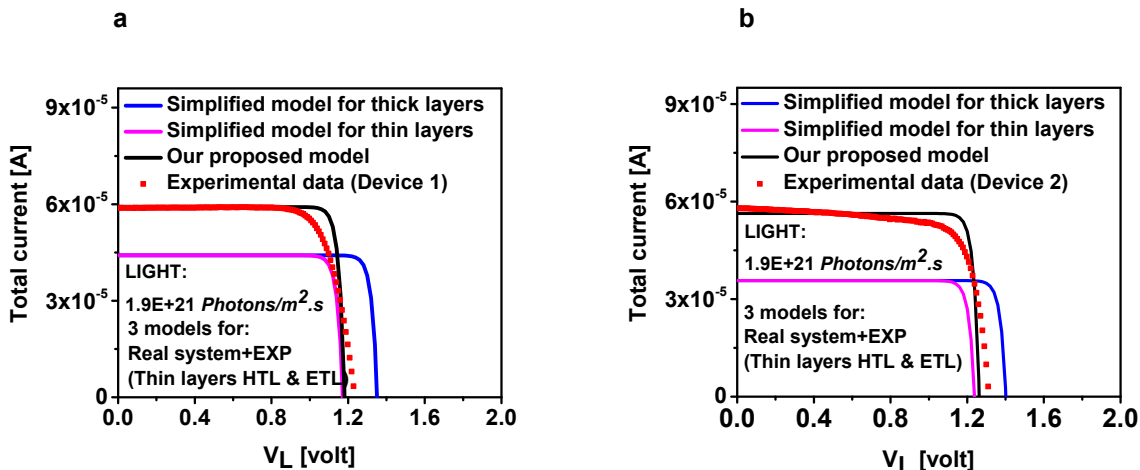 a
b
Total current [A]
9x10⁻⁵
6x10⁻⁵
3x10⁻⁵
0
0.0 0.4 0.8 1.2 1.6 2.0
V_L [volt]
Simplified model for thick layers
Simplified model for thin layers
Our proposed model
Experimental data (Device 1)
LIGHT:
1.9E+21 Photons/m².s
3 models for:
Real system+EXP
(Thin layers HTL & ETL)
Total current [A]
9x10⁻⁵
6x10⁻⁵
3x10⁻⁵
0
0.0 0.4 0.8 1.2 1.6 2.0
V_L [volt]
Simplified model for thick layers
Simplified model for thin layers
Our proposed model
Experimental data (Device 2)
LIGHT:
1.9E+21 Photons/m².s
3 models for:
Real system+EXP
(Thin layers HTL & ETL)